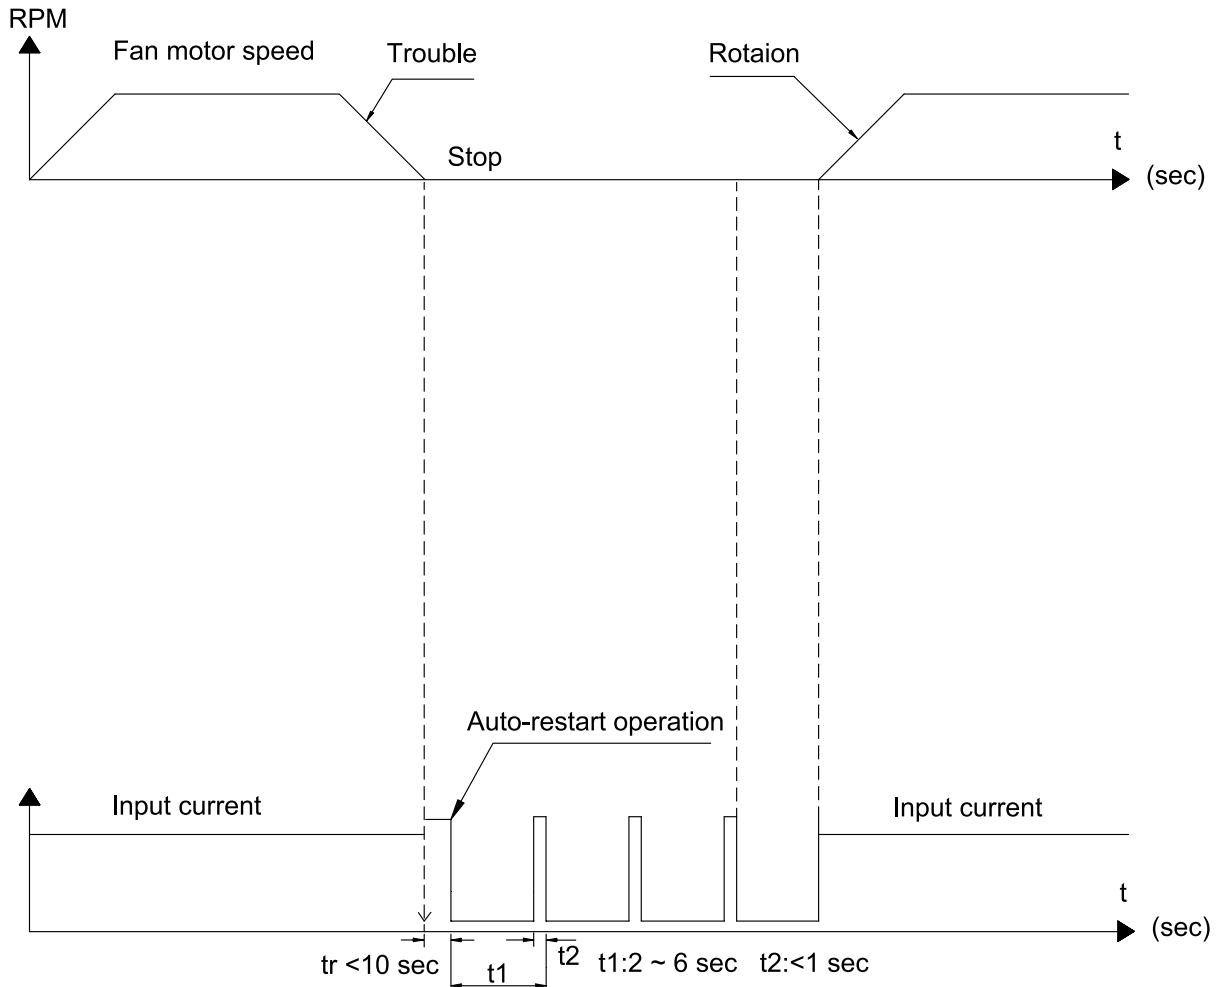 RPM
Fan motor speed
Trouble
Rotaion
Stop
t
(sec)
Auto-restart operation
Input current
Input current
t
(sec)
tr <10 sec
t1
t2
t1:2 ~ 6 sec
t2:<1 sec